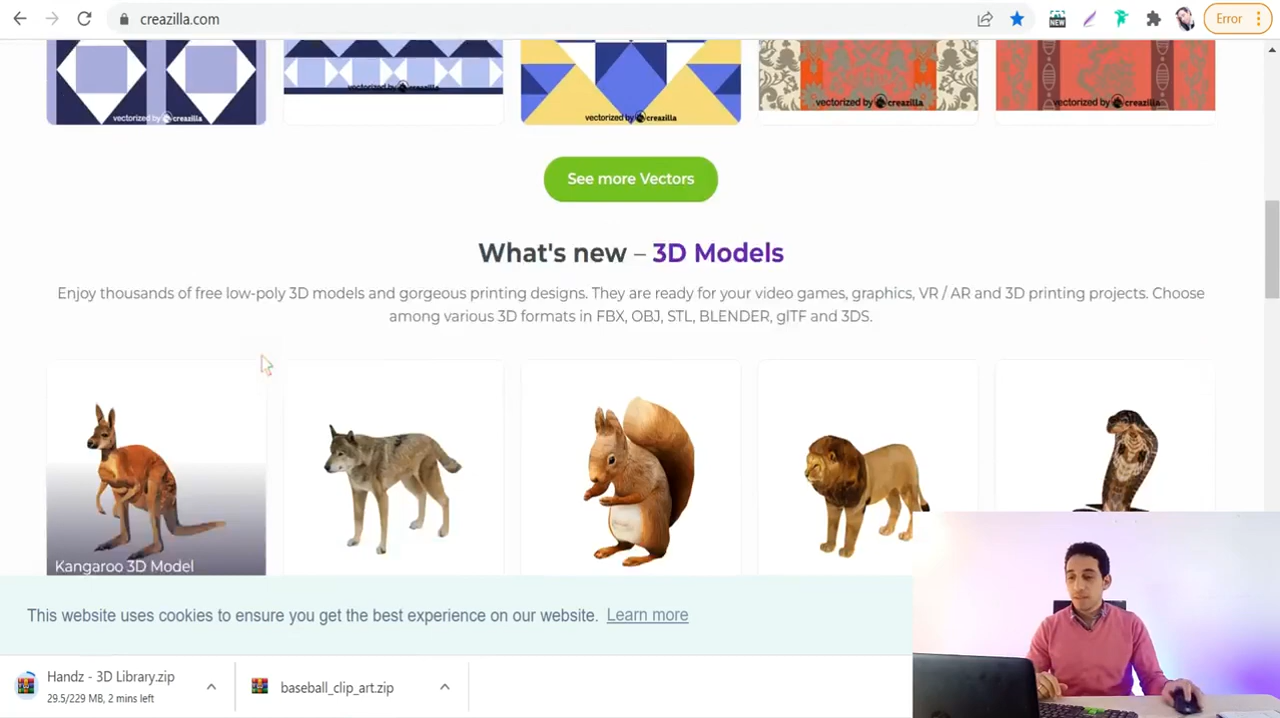 creazilla.com
NEW
Error
vectorized by creazilla
vectorized by creazilla
vectorized by creazilla
vectorized by creazilla
vectorized by creazilla
See more Vectors
What's new – 3D Models
Enjoy thousands of free low-poly 3D models and gorgeous printing designs. They are ready for your video games, graphics, VR / AR and 3D printing projects. Choose
among various 3D formats in FBX, OBJ, STL, BLENDER, glTF and 3DS.
Kangaroo 3D Model
This website uses cookies to ensure you get the best experience on our website. Learn more
Handz - 3D Library.zip
29.5/229 MB, 2 mins left
baseball_clip_art.zip